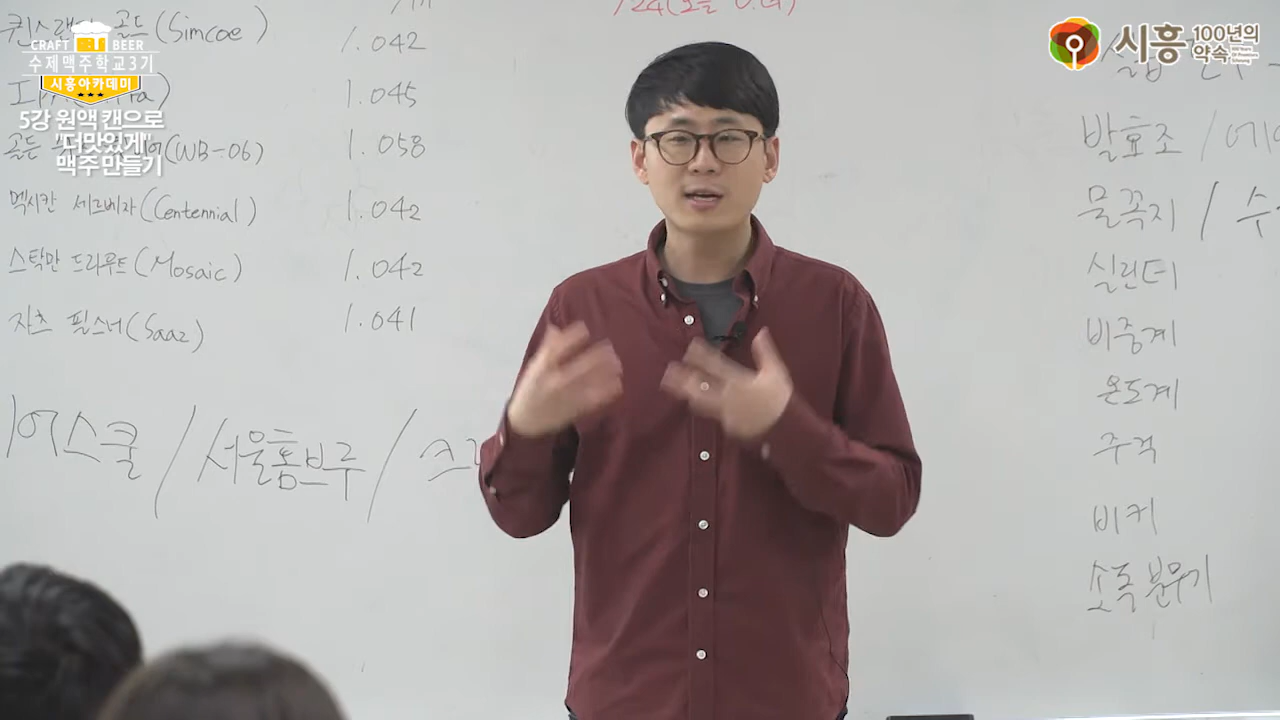 퀸스랜드 골드(Simcoe)
1.042
1.045
골든 (WB-06)
1.058
멕시칸 세르베자(Centennial)
1.042
스탁만 드라우트(Mosaic)
1.042
자츠 필스너(Saaz)
1.041
/서울홈브루/
발효조 /
물꼭지 /
실린더
비중계
온도계
주걱
비커
소독분무기
CRAFT BEER
수제맥주학교3기
시흥아카데미
5강 원액 캔으로
"더맛있게"
맥주 만들기
시흥 100년의
약속